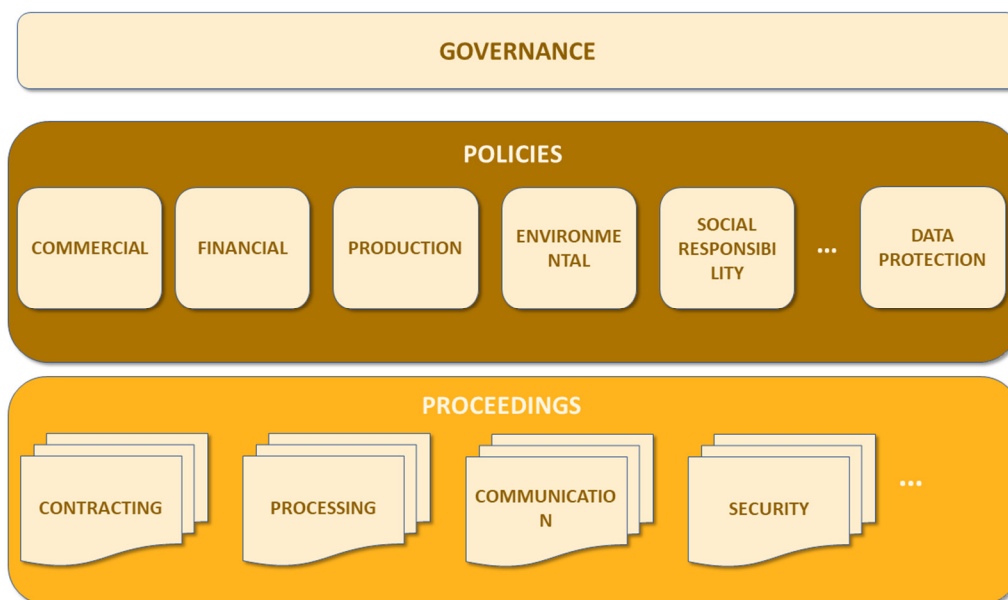 GOVERNANCE
POLICIES
COMMERCIAL
FINANCIAL
PRODUCTION
ENVIRONME
NTAL
SOCIAL
RESPONSIBI
LITY
...
DATA
PROTECTION
PROCEEDINGS
CONTRACTING
PROCESSING
COMMUNICATIO
N
SECURITY
...